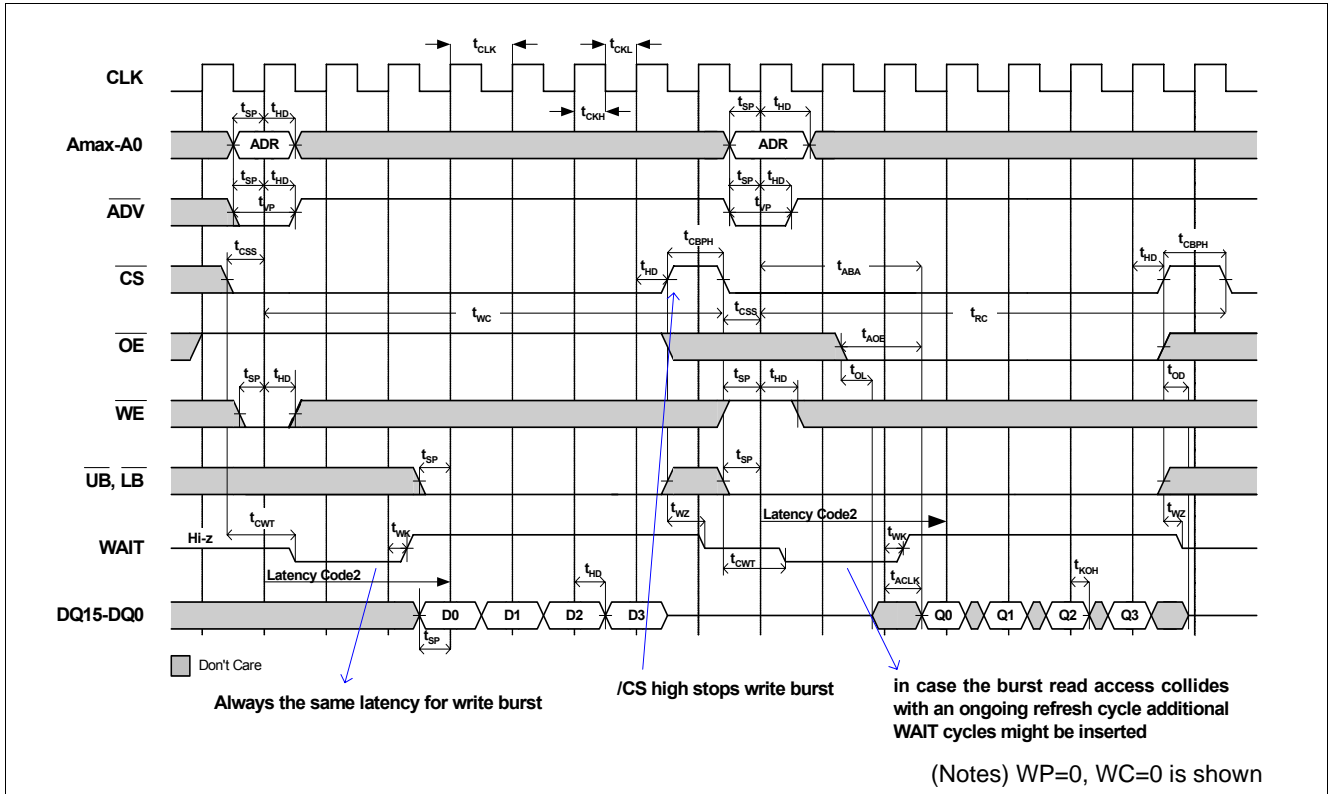 tCLK tCKL
CLK
tSP tHD tCKH tSP tHD
Amax-A0 ADR ADR
tSP tHD tSP tHD
ADV tVP tVP
tCSS tCBPH tCBPH
CS tHD tABA tHD
tWC tCSS tRC
OE tAOE
tSP tHD tSP tHD tOL tOD
WE
UB, LB tSP tSP
tCWT tWZ Latency Code2 tWZ
WAIT Hi-z tWK tWK
tCWT
Latency Code2 tHD tACLK tKOH
DQ15-DQ0 D0 D1 D2 D3 Q0 Q1 Q2 Q3
tSP
Don't Care
Always the same latency for write burst
/CS high stops write burst
in case the burst read access collides
with an ongoing refresh cycle additional
WAIT cycles might be inserted
(Notes) WP=0, WC=0 is shown